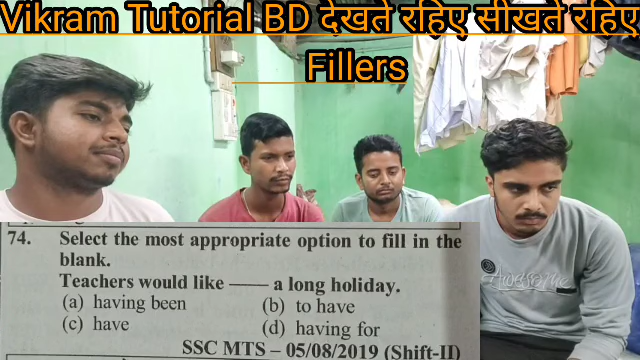 Vikram Tutorial BD देखते रहिए सीखते रहिए
Fillers
74. Select the most appropriate option to fill in the
blank.
Teachers would like —— a long holiday.
(a) having been (b) to have
(c) have (d) having for
SSC MTS – 05/08/2019 (Shift-II)
Awesome